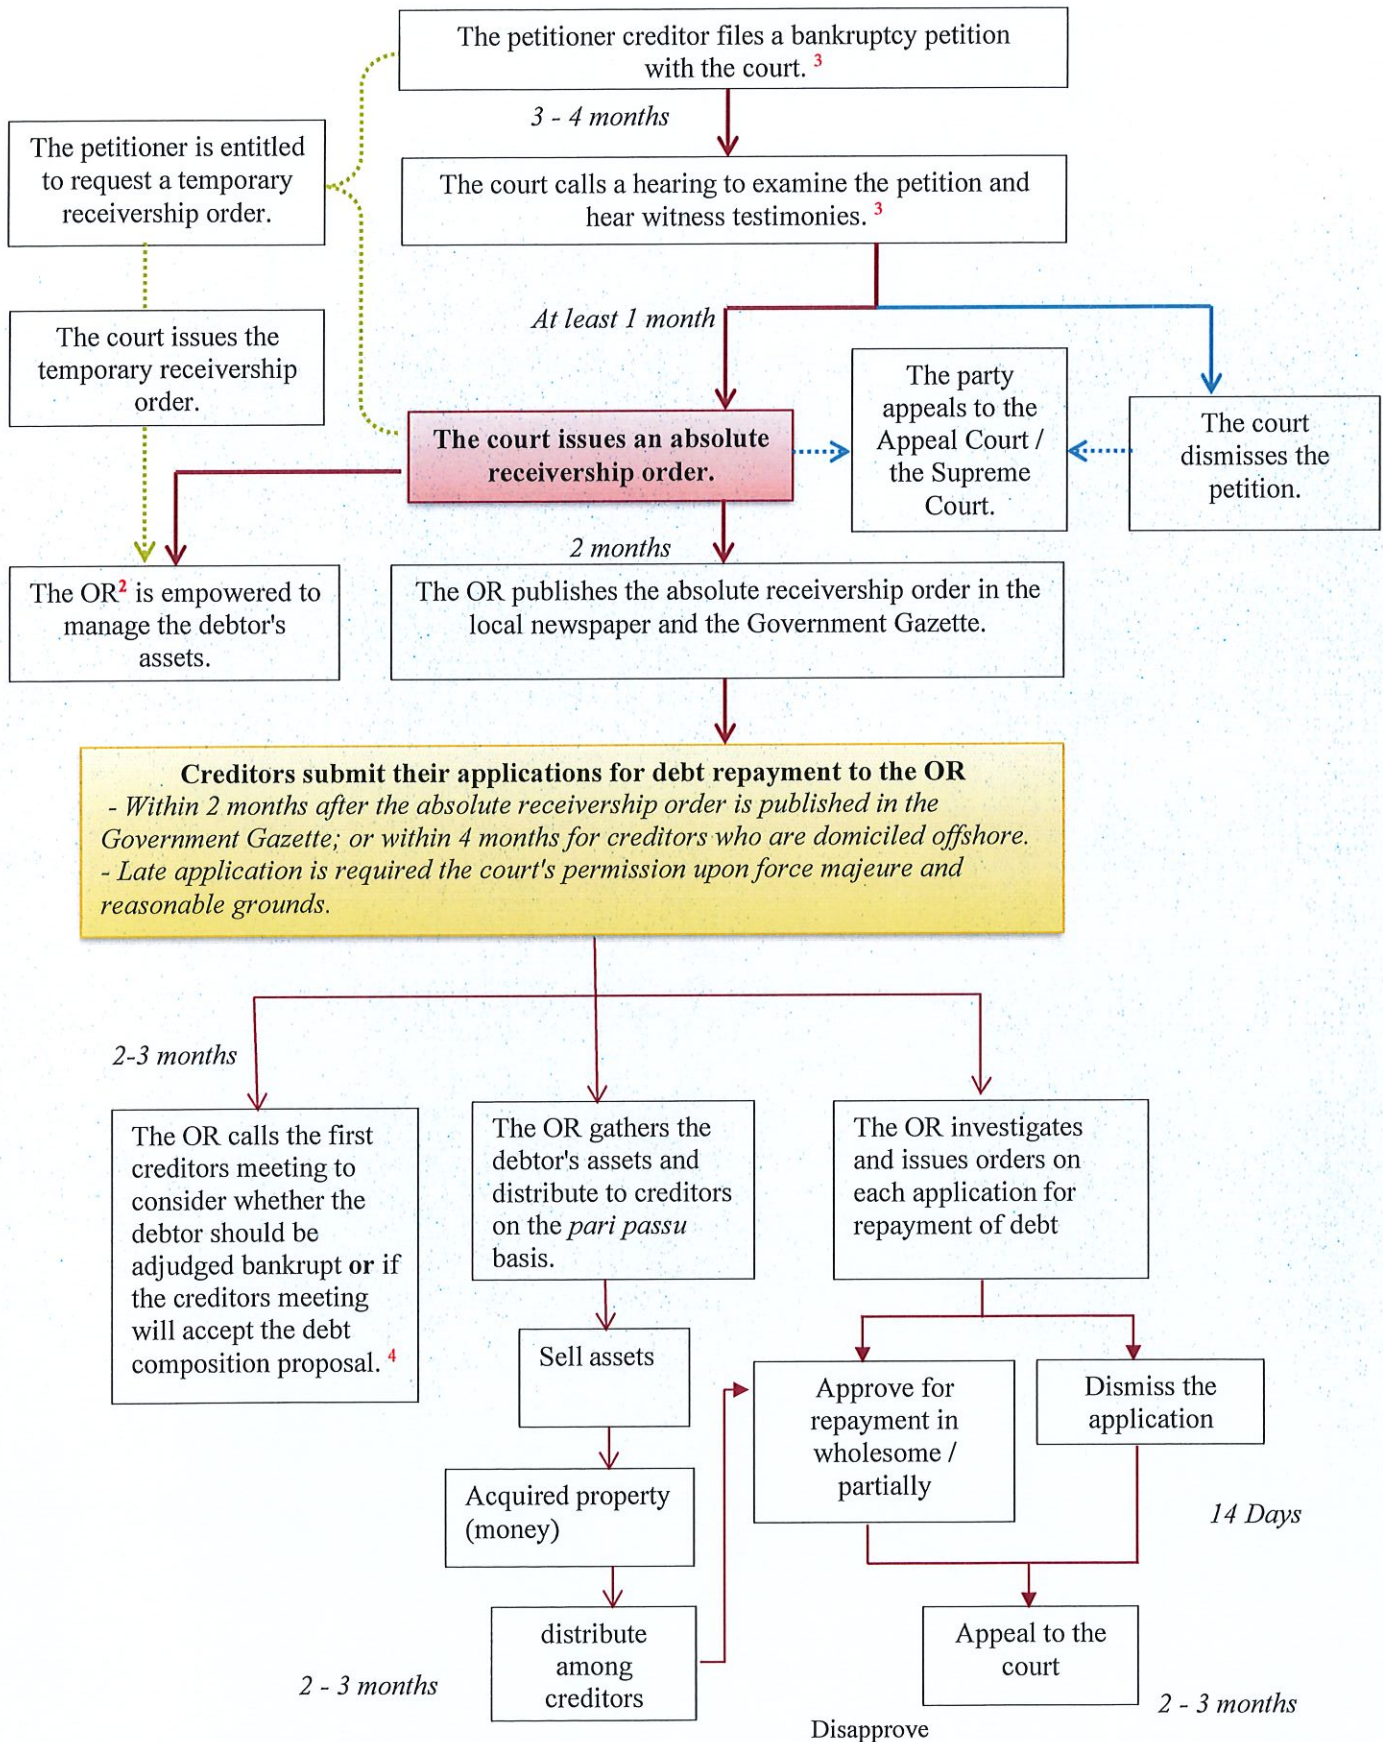 The petitioner creditor files a bankruptcy petition
with the court. 3
3 - 4 months
The petitioner is entitled
to request a temporary
receivership order.
The court calls a hearing to examine the petition and
hear witness testimonies. 3
At least 1 month
The court issues the
temporary receivership
order.
The party
appeals to the
Appeal Court /
the Supreme
Court.
The court
dismisses the
petition.
The court issues an absolute
receivership order.
2 months
The OR2 is empowered to
manage the debtor's
assets.
The OR publishes the absolute receivership order in the
local newspaper and the Government Gazette.
Creditors submit their applications for debt repayment to the OR
- Within 2 months after the absolute receivership order is published in the
Government Gazette; or within 4 months for creditors who are domiciled offshore.
- Late application is required the court's permission upon force majeure and
reasonable grounds.
2-3 months
The OR calls the first
creditors meeting to
consider whether the
debtor should be
adjudged bankrupt or if
the creditors meeting
will accept the debt
composition proposal. 4
The OR gathers the
debtor's assets and
distribute to creditors
on the pari passu
basis.
The OR investigates
and issues orders on
each application for
repayment of debt
Sell assets
Approve for
repayment in
wholesome /
partially
Dismiss the
application
Acquired property
(money)
14 Days
distribute
among
creditors
2 - 3 months
Appeal to the
court
2 - 3 months
Disapprove